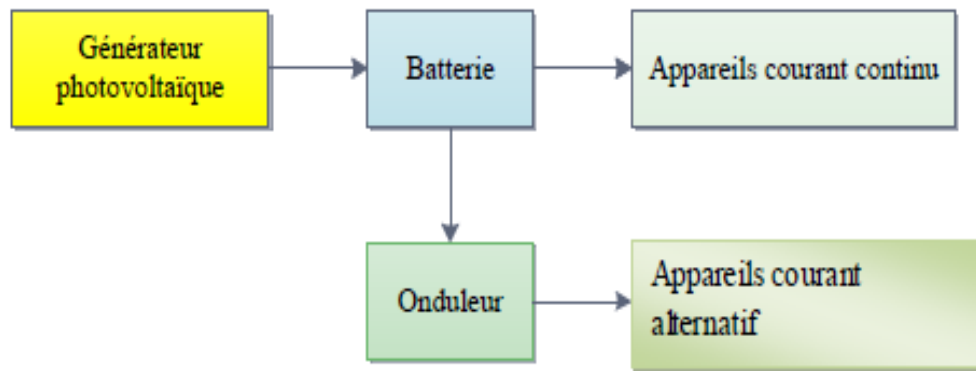 Générateur
photovoltaïque
Batterie
Appareils courant continu
Onduleur
Appareils courant
alternatif